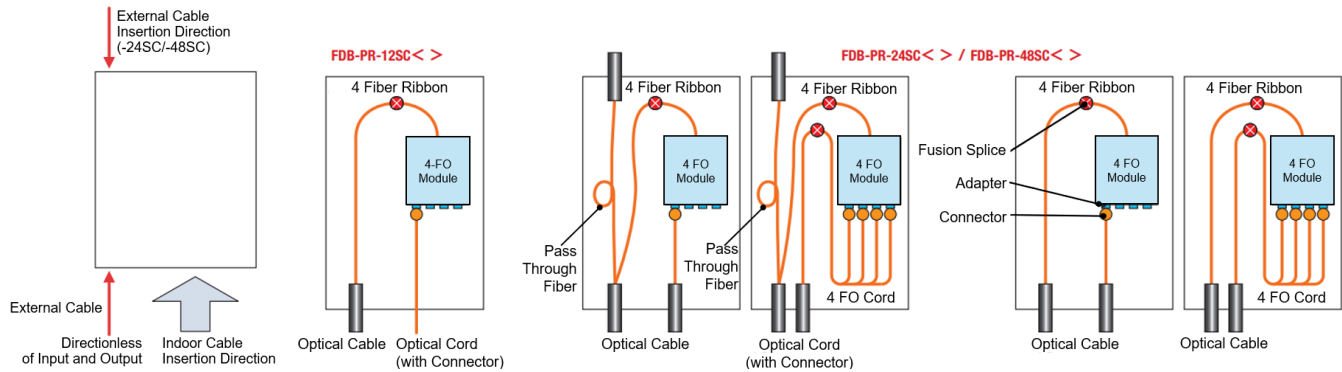 External Cable
Insertion Direction
(-24SC/-48SC)
External Cable
Directionless
of Input and Output
Indoor Cable
Insertion Direction
FDB-PR-12SC< >
4 Fiber Ribbon
4-FO
Module
Optical Cable
Optical Cord
(with Connector)
FDB-PR-24SC< > / FDB-PR-48SC< >
4 Fiber Ribbon
4 FO
Module
Pass
Through
Fiber
Optical Cable
4 Fiber Ribbon
4 FO
Module
Pass
Through
Fiber
4 FO Cord
Optical Cord
(with Connector)
4 Fiber Ribbon
Fusion Splice
4 FO
Module
Adapter
Connector
Optical Cable
4 Fiber Ribbon
4 FO
Module
4 FO Cord
Optical Cable